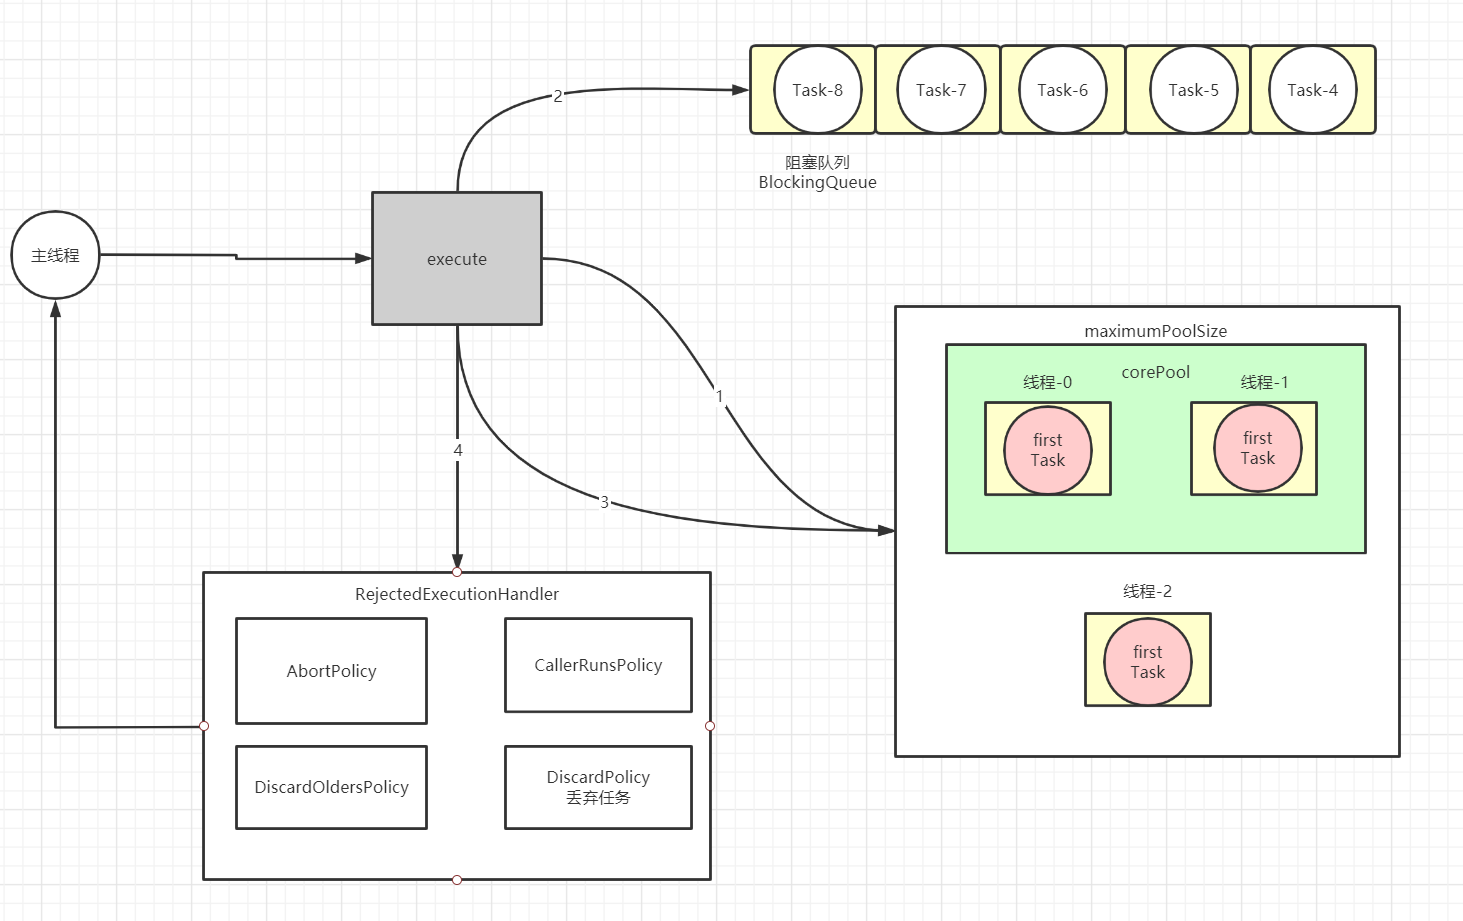 2
Task-8
Task-7
Task-6
Task-5
Task-4
阻塞队列
BlockingQueue
主线程
execute
1
4
3
maximumPoolSize
corePool
线程-0
线程-1
first
Task
first
Task
线程-2
first
Task
RejectedExecutionHandler
AbortPolicy
CallerRunsPolicy
DiscardOldersPolicy
DiscardPolicy
丢弃任务